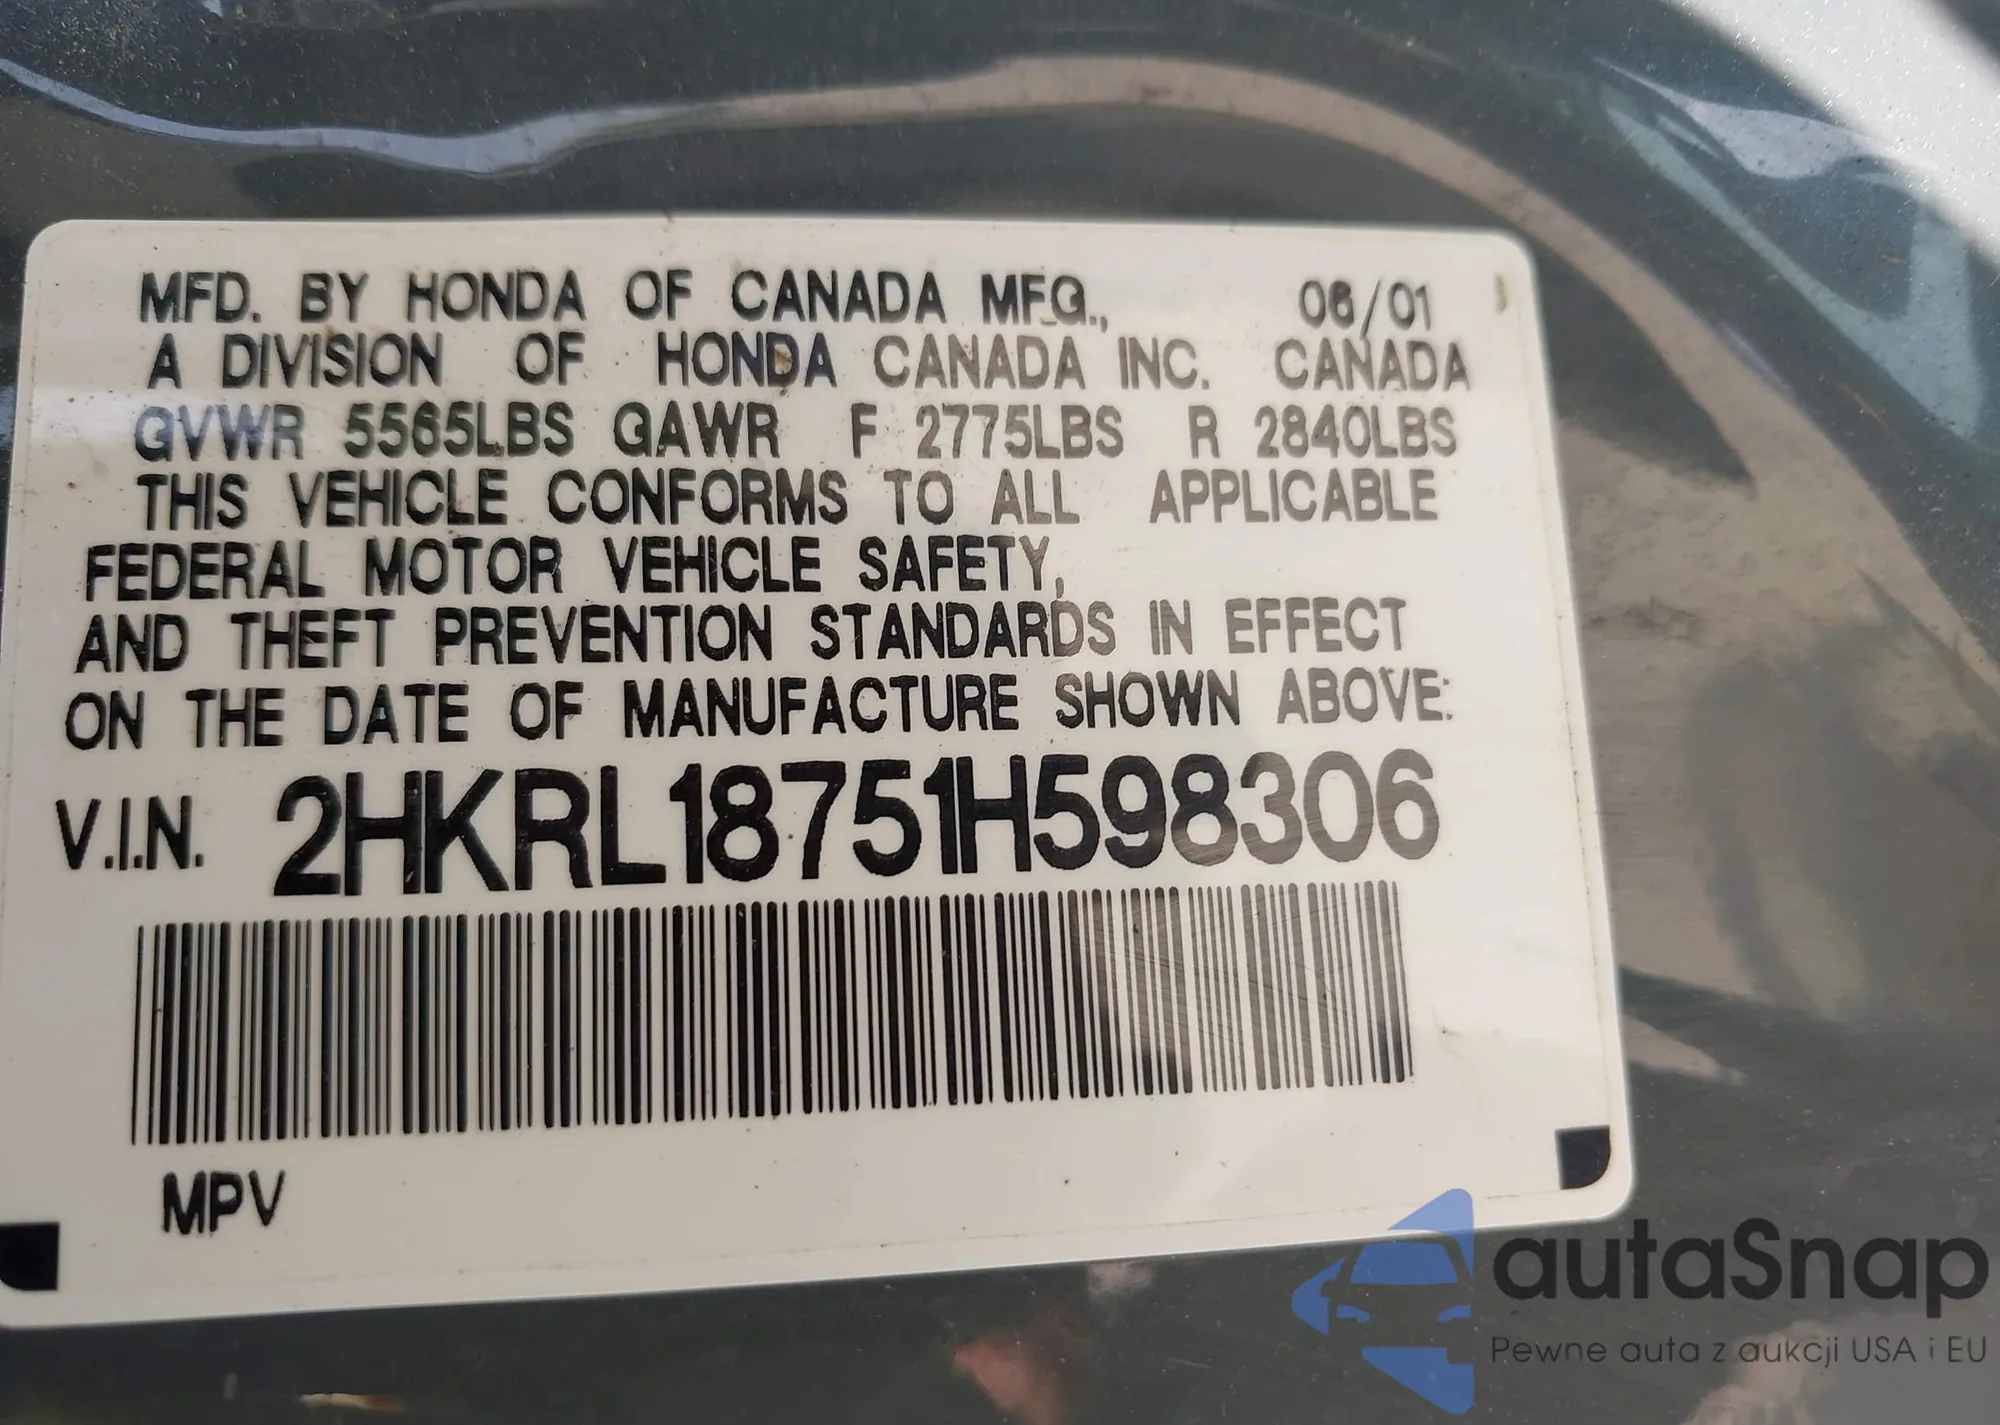 MFD. BY HONDA OF CANADA MFG., 06/01
A DIVISION OF HONDA CANADA INC. CANADA
GVWR 5565LBS GAWR F 2775LBS R 2840LBS
THIS VEHICLE CONFORMS TO ALL APPLICABLE
FEDERAL MOTOR VEHICLE SAFETY,
AND THEFT PREVENTION STANDARDS IN EFFECT
ON THE DATE OF MANUFACTURE SHOWN ABOVE:
V.I.N. 2HKRL18751H598306
MPV
autaSnap
Pewne auta z aukcji USA i EU